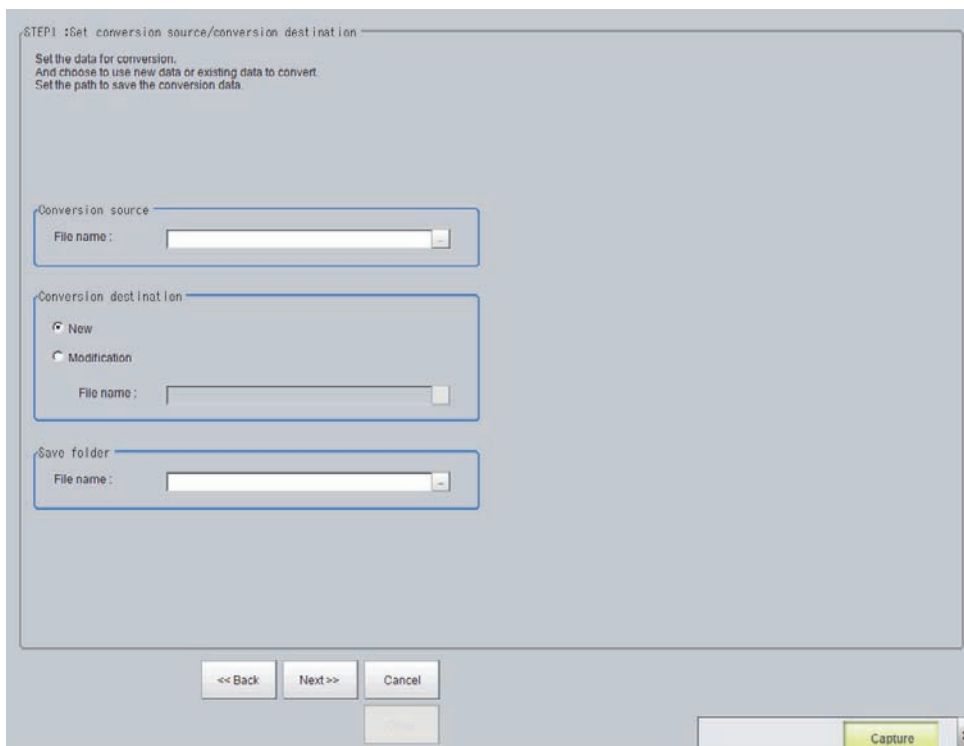 STEP1 :Set conversion source/conversion destination
Set the data for conversion.
And choose to use new data or existing data to convert.
Set the path to save the conversion data.
Conversion source
File name :
...
Conversion destination
New
Modification
File name :
Save folder
File name :
...
<< Back
Next >>
Cancel
Capture